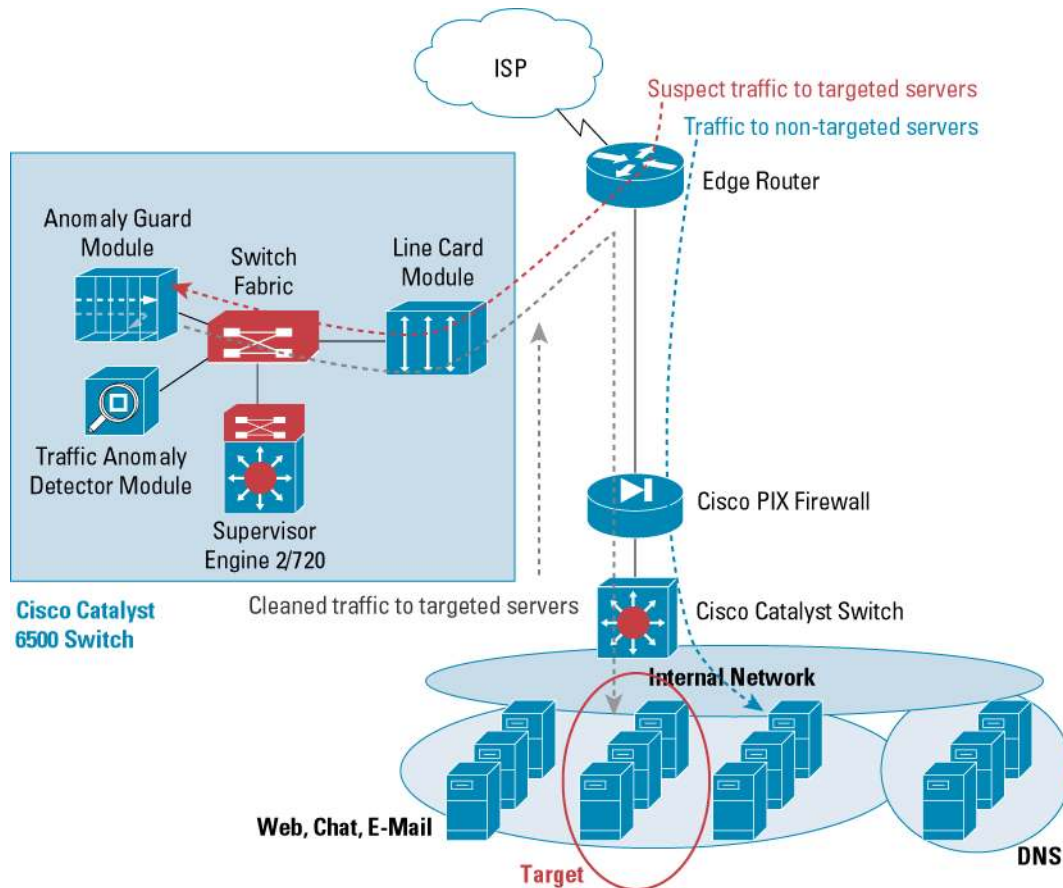 ISP
Suspect traffic to targeted servers
Traffic to non-targeted servers
Edge Router
Anomaly Guard
Module
Switch
Fabric
Line Card
Module
Traffic Anomaly
Detector Module
Supervisor
Engine 2/720
Cisco PIX Firewall
Cisco Catalyst
6500 Switch
Cleaned traffic to targeted servers
Cisco Catalyst Switch
Internal Network
Web, Chat, E-Mail
Target
DNS